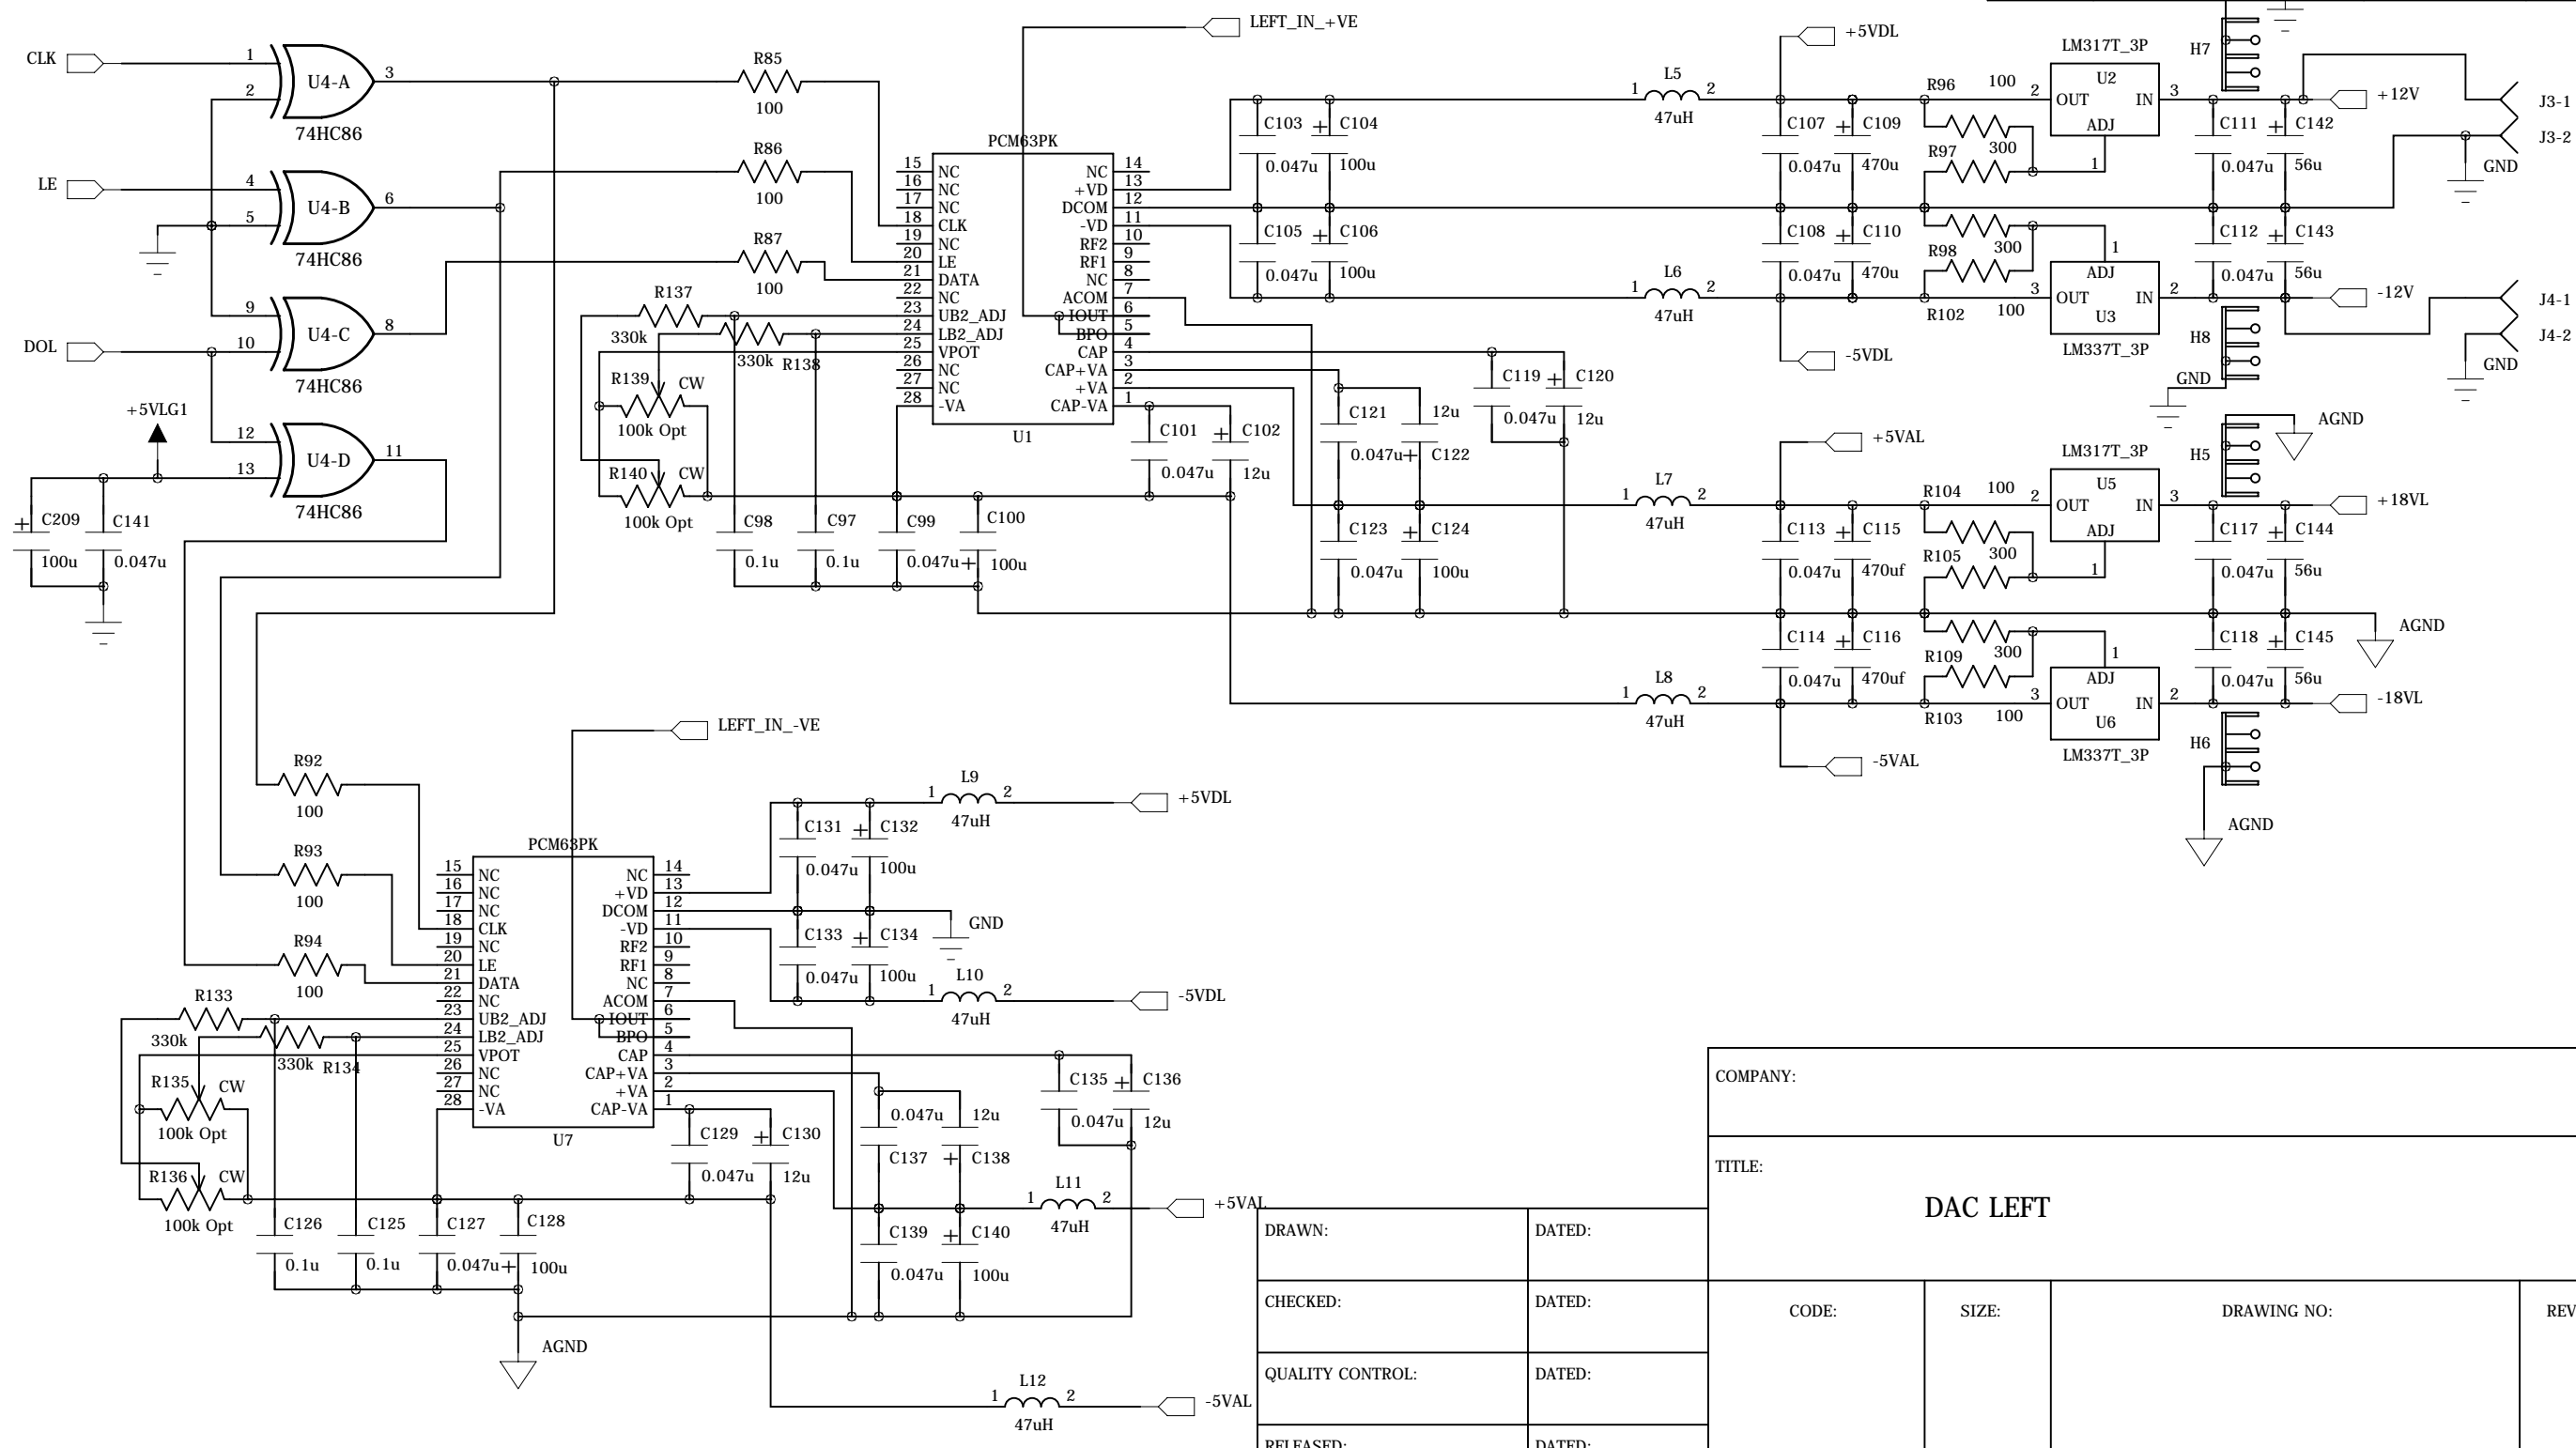 CLK
1
2
U4-A
3
74HC86
LE
4
5
U4-B
6
74HC86
9
10
U4-C
8
74HC86
DOL
+5VLG1
12
13
U4-D
11
74HC86
C209
100u
C141
0.047u
R85
100
R86
100
R87
100
LEFT_IN_+VE
PCM63PK
15 NC
16 NC
17 NC
18 CLK
19 NC
20 LE
21 DATA
22 NC
23 UB2_ADJ
24 LB2_ADJ
25 VPOT
26 NC
27 NC
28 -VA
NC 14
+VD 13
DCOM 12
-VD 11
RF2 10
RF1 9
NC 8
ACOM 7
IOUT 6
BPO 5
CAP 4
CAP+VA 3
+VA 2
CAP-VA 1
U1
R137
330k
330k R138
R139 CW
100k Opt
R140 CW
100k Opt
C98
0.1u
C97
0.1u
C99
0.047u
+
C100
100u
C101
0.047u
+
C102
12u
C103
0.047u
+
C104
100u
C105
0.047u
+
C106
100u
C119
0.047u
+
C120
12u
C121
0.047u
12u
+
C122
C123
0.047u
+
C124
100u
1 L5 2
47uH
1 L6 2
47uH
1 L7 2
47uH
1 L8 2
47uH
+5VDL
C107
0.047u
+
C109
470u
C108
0.047u
+
C110
470u
-5VDL
R96 100
300
R97
300
R98
R102 100
LM317T_3P
U2
2 OUT IN 3
ADJ
1
1
ADJ
3 OUT IN 2
U3
LM337T_3P
H7
+12V
J3-1
J3-2
GND
C111
0.047u
+
C142
56u
C112
0.047u
+
C143
56u
-12V
J4-1
J4-2
GND
H8
GND
+5VAL
C113
0.047u
+
C115
470uf
C114
0.047u
+
C116
470uf
-5VAL
R104 100
300
R105
300
R109
R103 100
LM317T_3P
U5
2 OUT IN 3
ADJ
1
1
ADJ
3 OUT IN 2
U6
LM337T_3P
H5
AGND
+18VL
C117
0.047u
+
C144
56u
AGND
C118
0.047u
+
C145
56u
-18VL
H6
AGND
LEFT_IN_-VE
R92
100
R93
100
R94
100
PCM63PK
15 NC
16 NC
17 NC
18 CLK
19 NC
20 LE
21 DATA
22 NC
23 UB2_ADJ
24 LB2_ADJ
25 VPOT
26 NC
27 NC
28 -VA
NC 14
+VD 13
DCOM 12
-VD 11
RF2 10
RF1 9
NC 8
ACOM 7
IOUT 6
BPO 5
CAP 4
CAP+VA 3
+VA 2
CAP-VA 1
U7
R133
330k
330k R134
R135 CW
100k Opt
R136 CW
100k Opt
C126
0.1u
C125
0.1u
C127
0.047u
+
C128
100u
AGND
C129
0.047u
+
C130
12u
C131
0.047u
+
C132
100u
C133
0.047u
+
C134
100u
GND
1 L9 2
47uH
+5VDL
1 L10 2
47uH
-5VDL
C135
0.047u
+
C136
12u
0.047u
C137
12u
+
C138
C139
0.047u
+
C140
100u
1 L11 2
47uH
+5VAL
1 L12 2
47uH
-5VAL
COMPANY:
TITLE:
DAC LEFT
DRAWN: DATED:
CHECKED: DATED:
QUALITY CONTROL: DATED:
RELEASED: DATED:
CODE: SIZE: DRAWING NO: REV